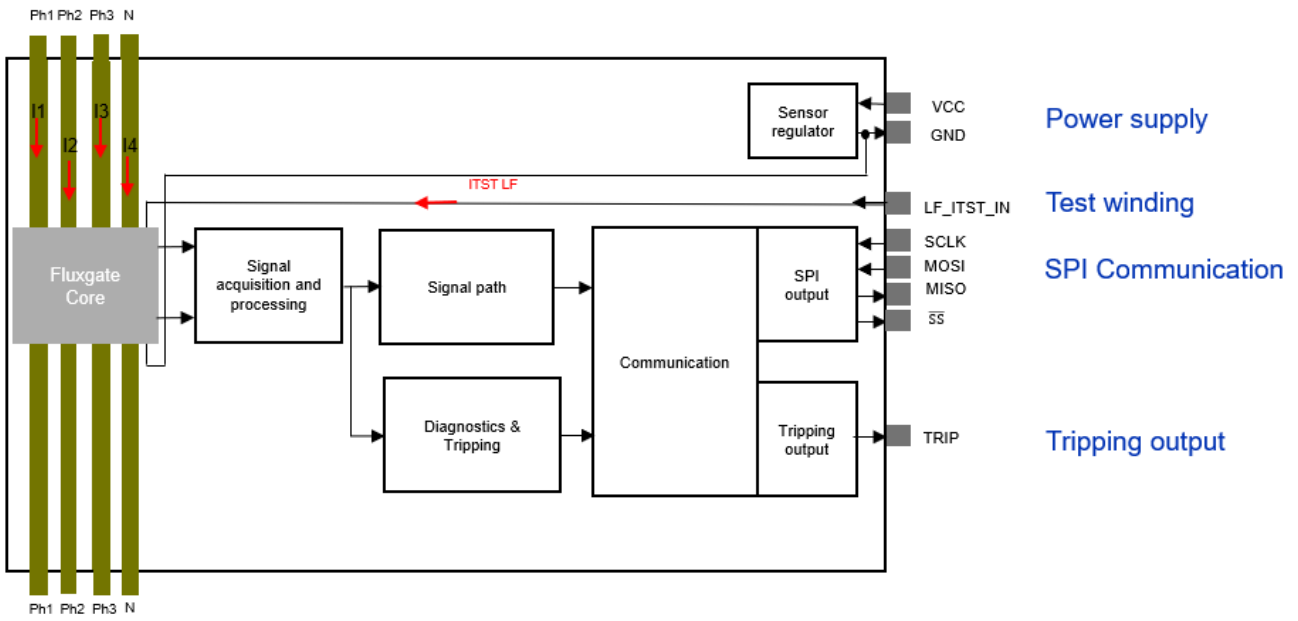 Ph1 Ph2 Ph3 N
I1
I2
I3
I4
Sensor
regulator
VCC
GND
Power supply
ITST LF
LF_ITST_IN
Test winding
Fluxgate
Core
Signal
acquisition and
processing
Signal path
Diagnostics &
Tripping
Communication
SPI
output
SCLK
MOSI
MISO
S̅S̅
SPI Communication
Tripping
output
TRIP
Tripping output
Ph1 Ph2 Ph3 N